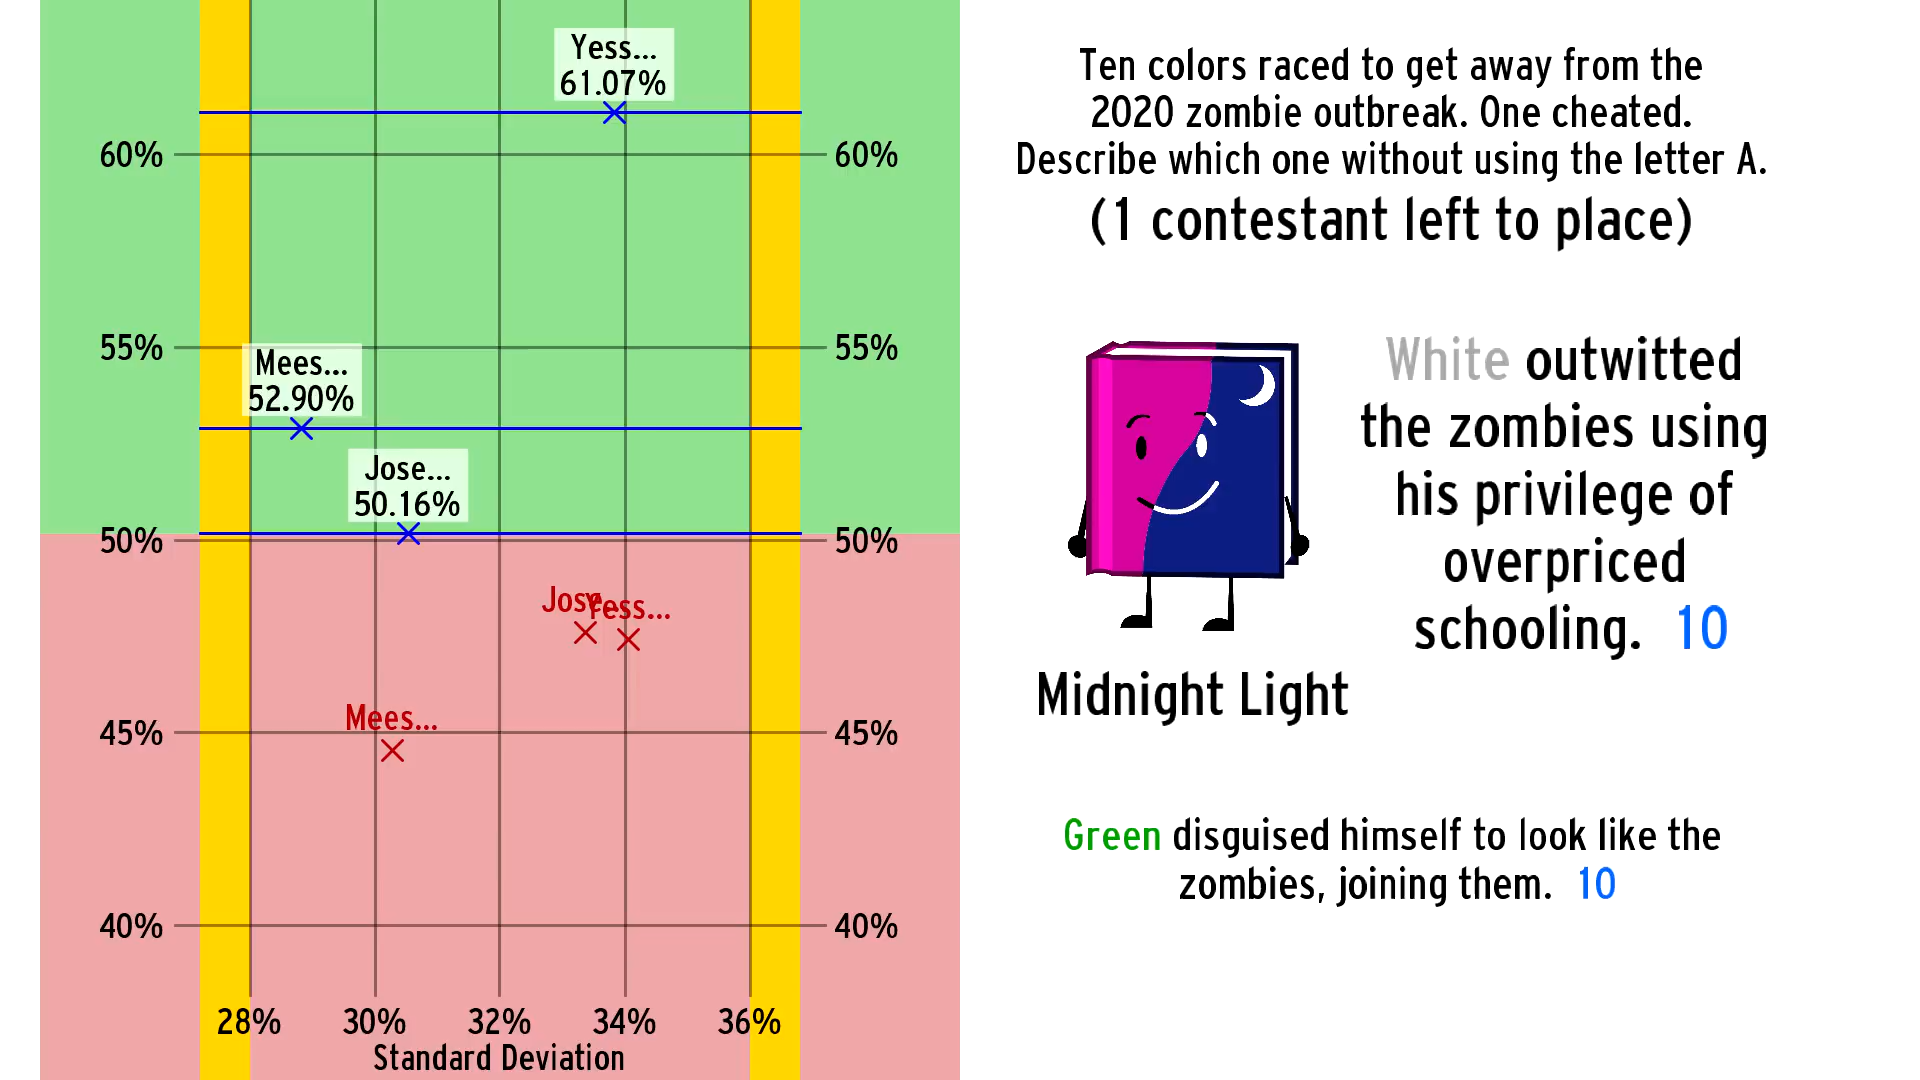 Yess...
61.07%
60%
60%
55%
55%
Mees...
52.90%
Jose...
50.16%
50%
50%
Jose...
Yess...
Mees...
45%
45%
40%
40%
28% 30% 32% 34% 36%
Standard Deviation
Ten colors raced to get away from the
2020 zombie outbreak. One cheated.
Describe which one without using the letter A.
(1 contestant left to place)
White outwitted
the zombies using
his privilege of
overpriced
schooling. 10
Midnight Light
Green disguised himself to look like the
zombies, joining them. 10